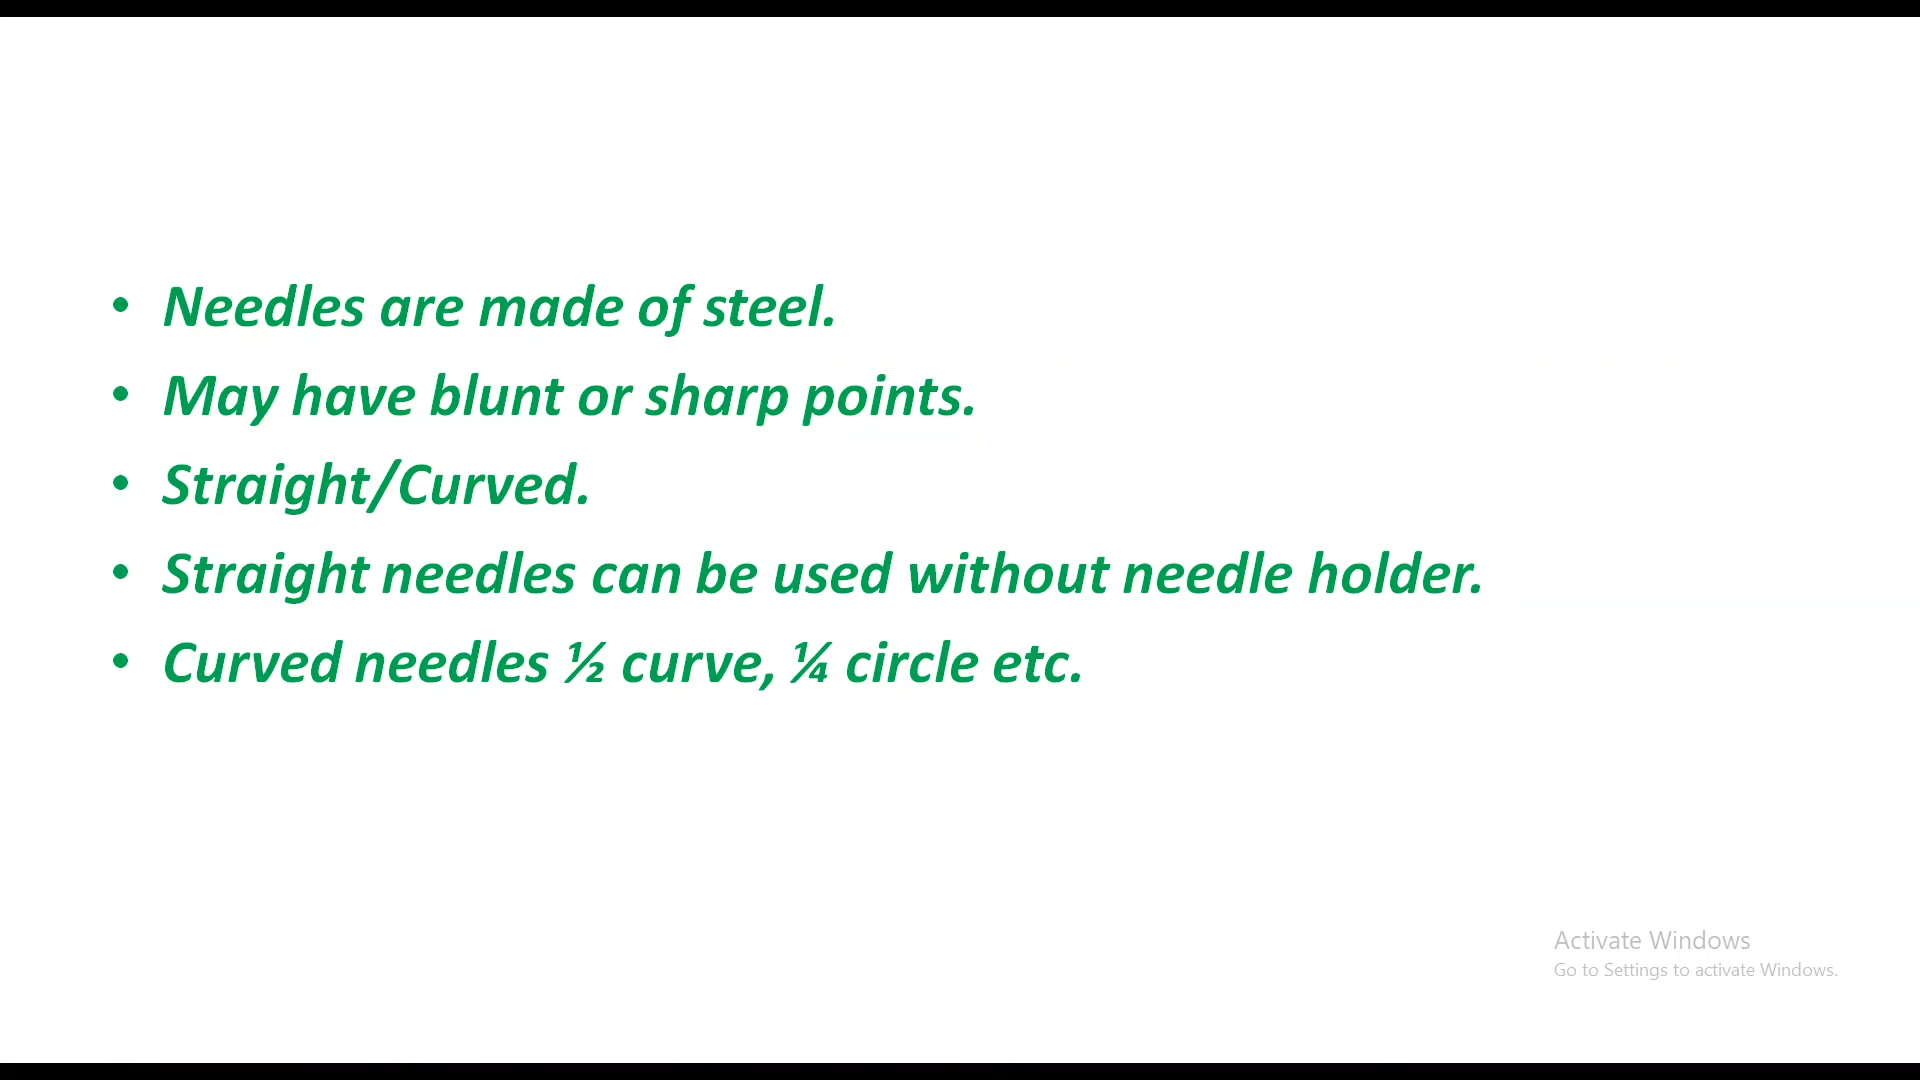 • Needles are made of steel.
• May have blunt or sharp points.
• Straight/Curved.
• Straight needles can be used without needle holder.
• Curved needles ½ curve, ¼ circle etc.
Activate Windows
Go to Settings to activate Windows.